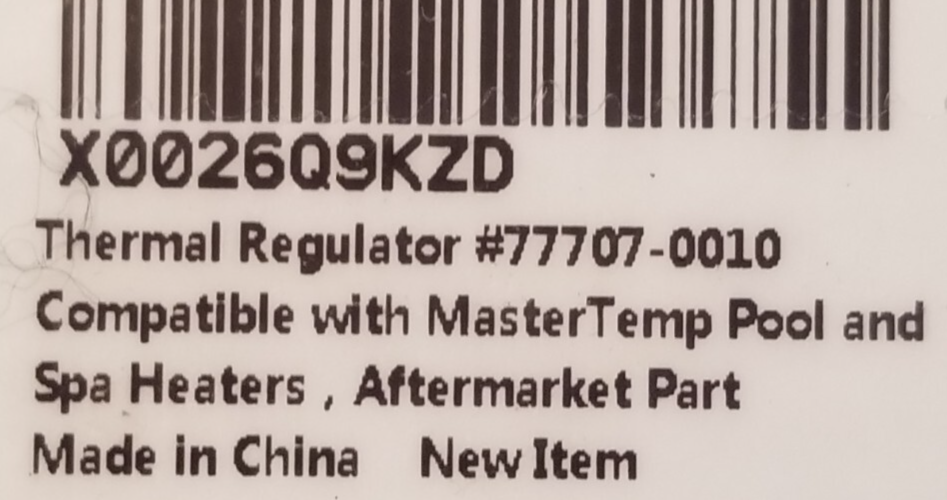 X0026Q9KZD
Thermal Regulator #77707-0010
Compatible with MasterTemp Pool and
Spa Heaters , Aftermarket Part
Made in China New Item